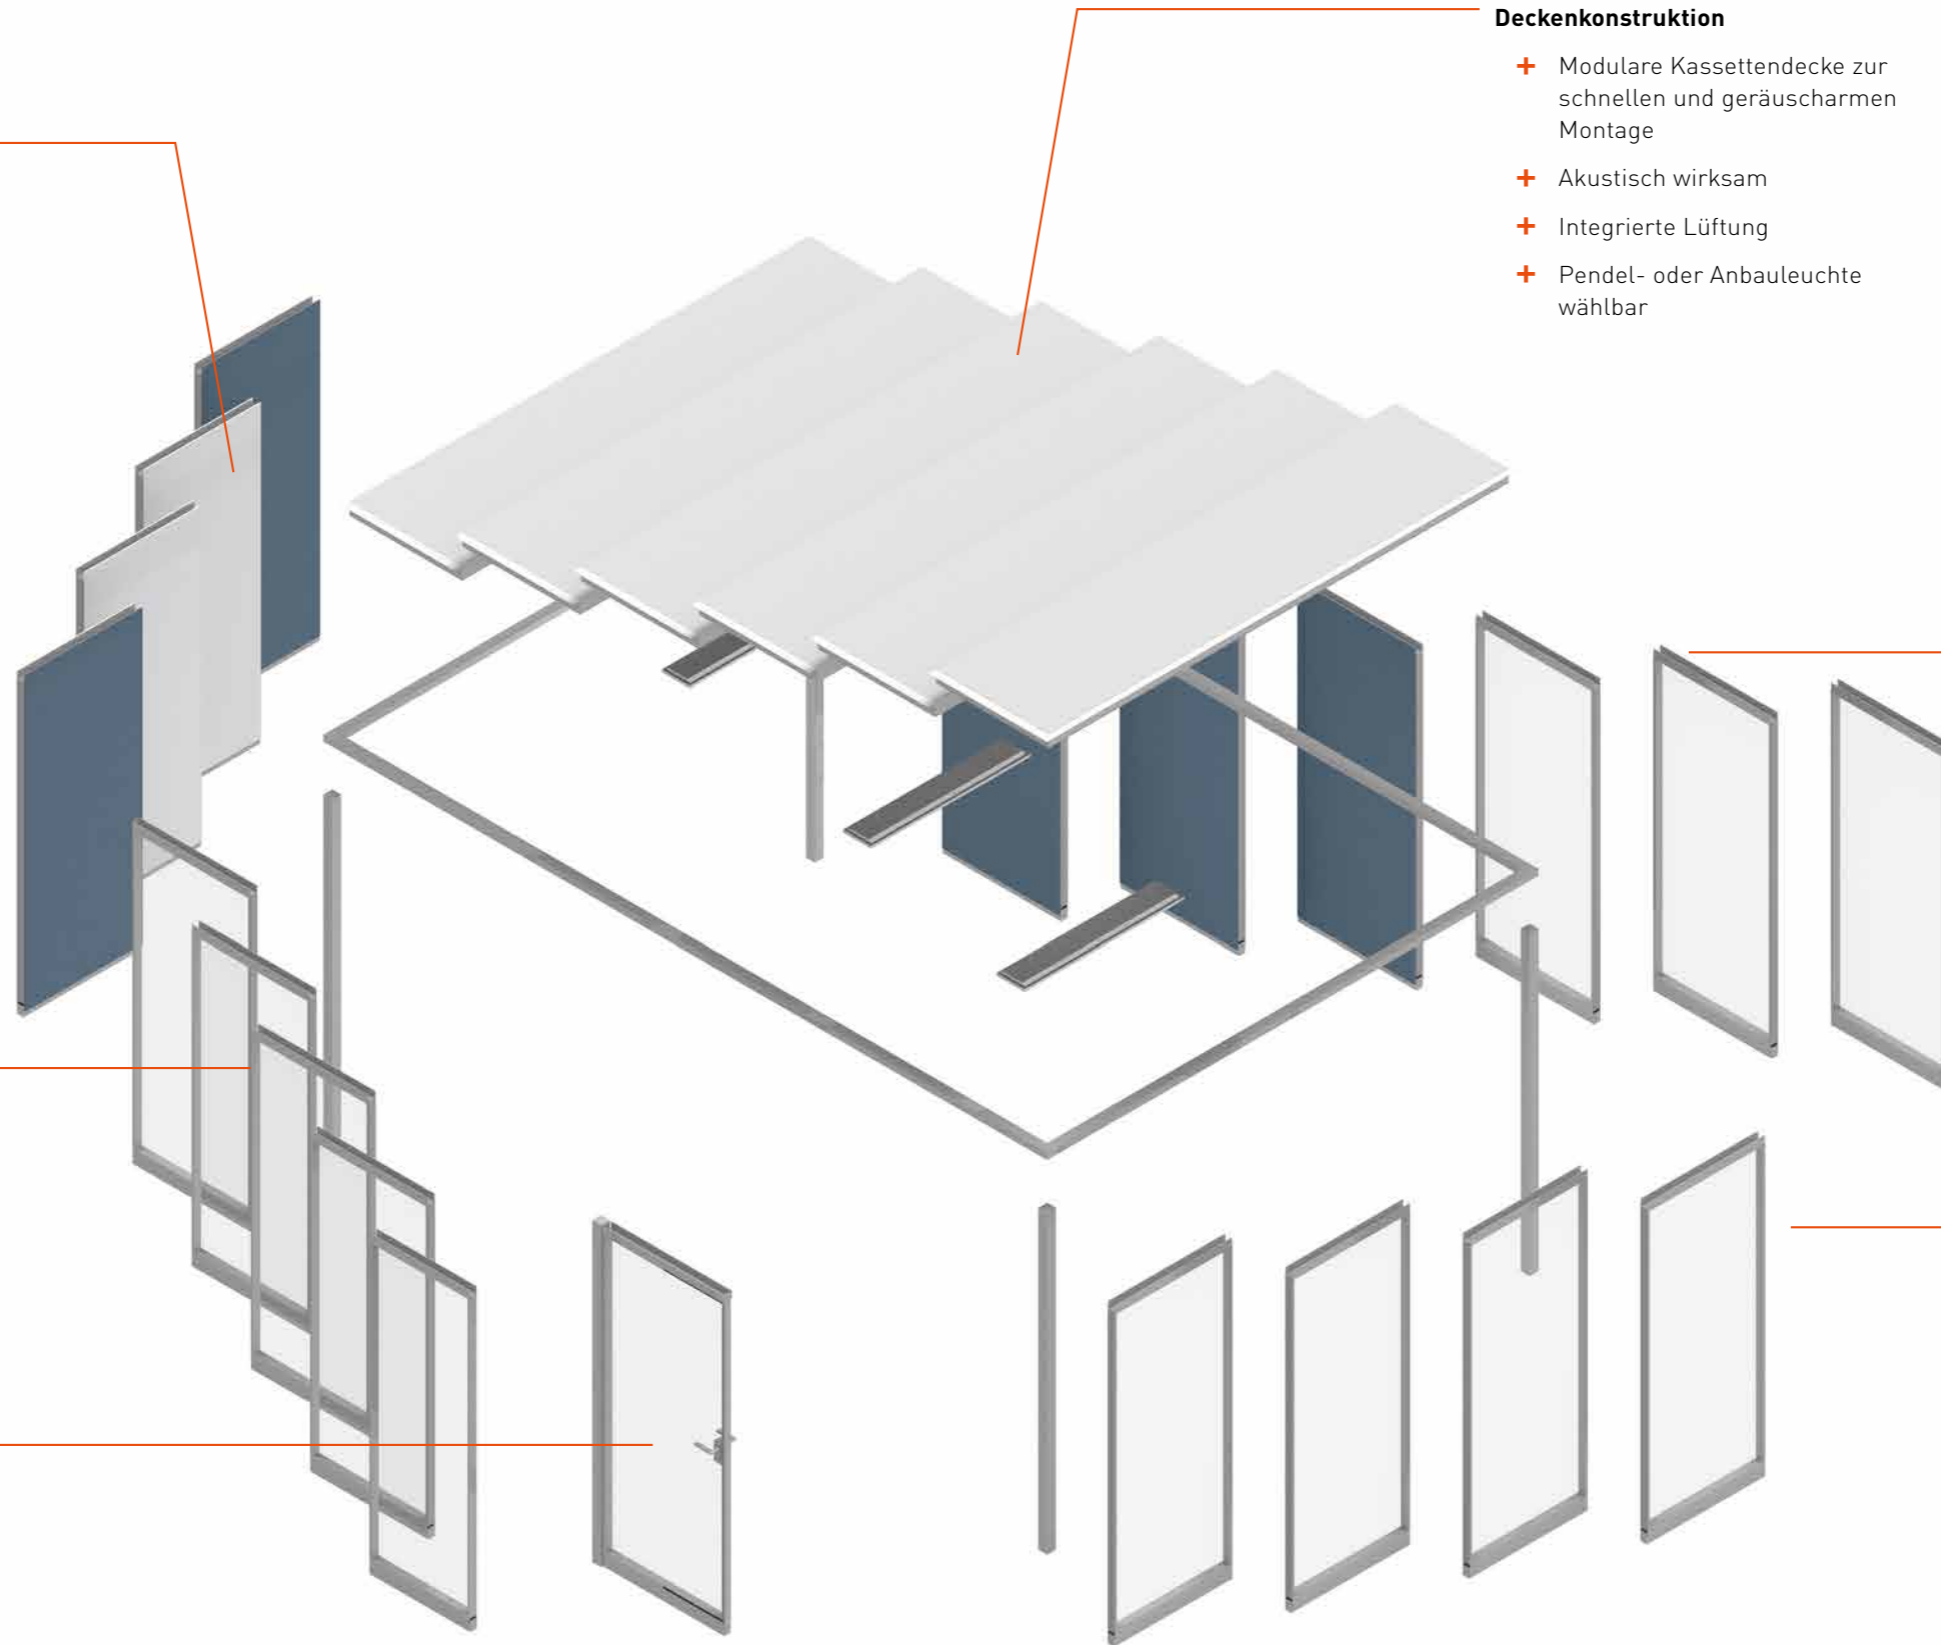 Deckenkonstruktion
+ Modulare Kassettendecke zur
schnellen und geräuscharmen
Montage
+ Akustisch wirksam
+ Integrierte Lüftung
+ Pendel- oder Anbauleuchte
wählbar